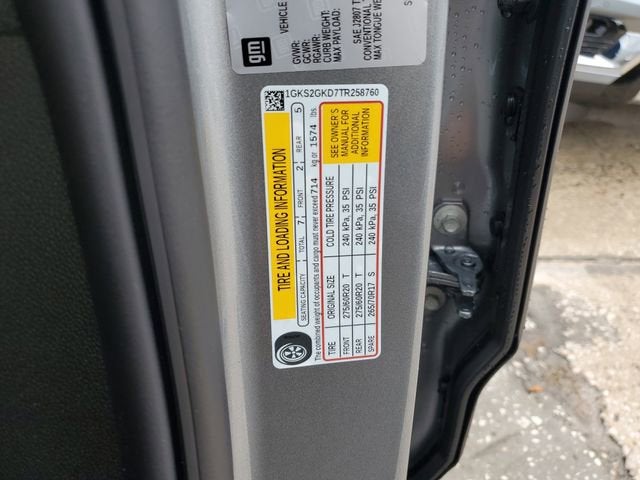 gm
VEHICLE
GVWR:
GCWR:
RGAWR:
CURB WEIGHT:
MAX PAYLOAD:
SAE J2807 T
CONVENTIONAL
MAX TONGUE WE
1GKS2GKD7TR258760
TIRE AND LOADING INFORMATION
SEATING CAPACITY TOTAL 7 FRONT 2 REAR 5
The combined weight of occupants and cargo must never exceed 714 kg or 1574 lbs.
TIRE ORIGINAL SIZE COLD TIRE PRESSURE
FRONT 275/60R20 T 240 kPa, 35 PSI
REAR 275/60R20 T 240 kPa, 35 PSI
SPARE 265/70R17 S 240 kPa, 35 PSI
SEE OWNER'S
MANUAL FOR
ADDITIONAL
INFORMATION